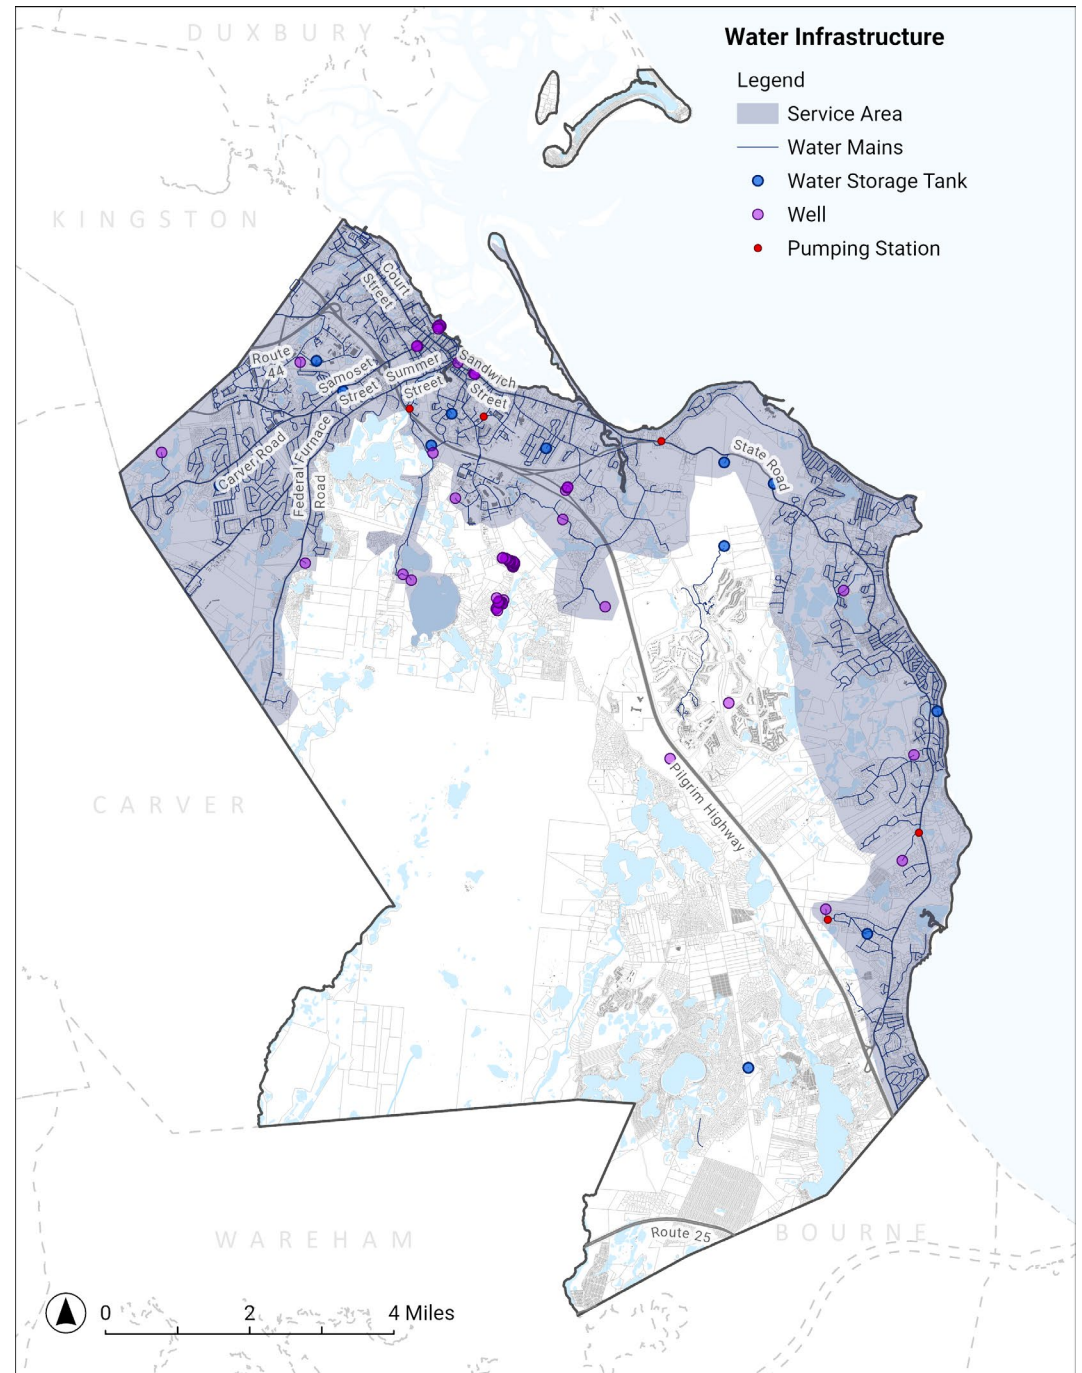 DUXBURY
Water Infrastructure
Legend
Service Area
Water Mains
Water Storage Tank
Well
Pumping Station
KINGSTON
Court
Street
Route
44
Samoset
Street
Summer
Street
Sandwich
Street
Carver Road
Federal Furnace
Road
State Road
Pilgrim Highway
CARVER
WAREHAM
BOURNE
Route 25
0
2
4 Miles